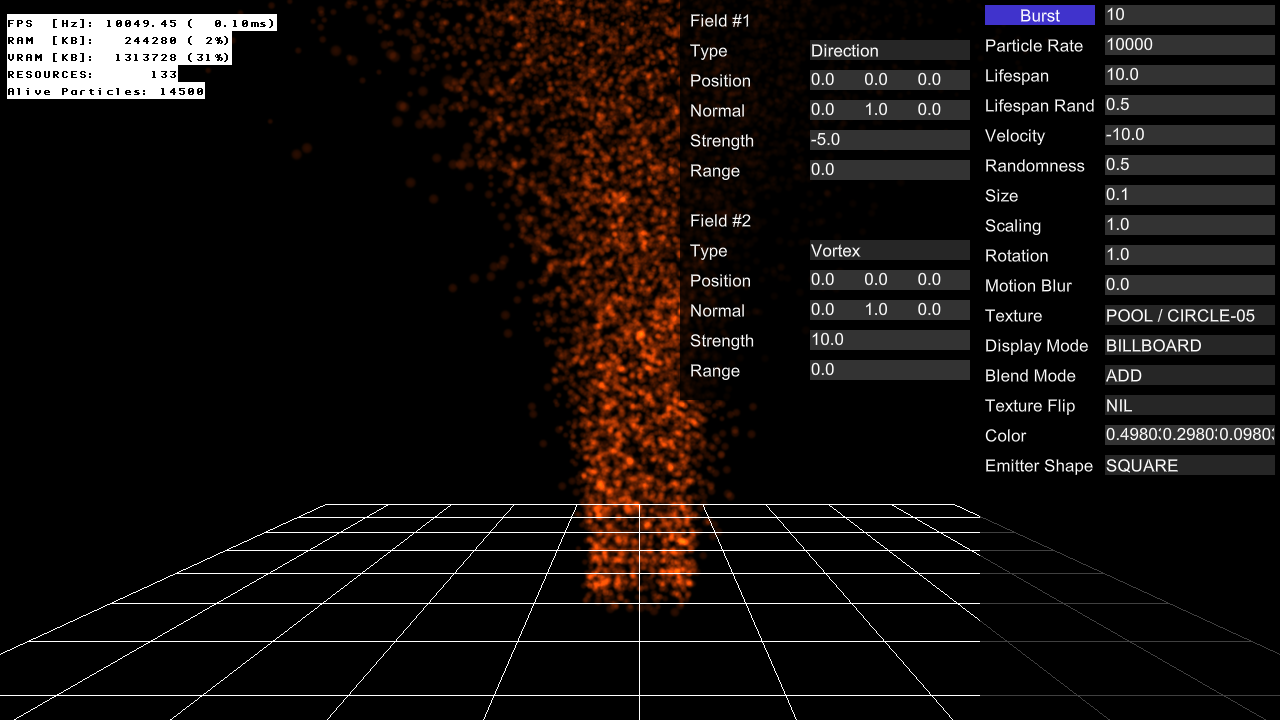 FPS  [Hz]: 10049.45 (  0.10ms)
RAM  [KB]:   244280 ( 2%)
VRAM [KB]:  1313728 (31%)
RESOURCES:      133
Alive Particles: 14500
Field #1
Type Direction
Position 0.0 0.0 0.0
Normal 0.0 1.0 0.0
Strength -5.0
Range 0.0
Field #2
Type Vortex
Position 0.0 0.0 0.0
Normal 0.0 1.0 0.0
Strength 10.0
Range 0.0
Burst 10
Particle Rate 10000
Lifespan 10.0
Lifespan Rand 0.5
Velocity -10.0
Randomness 0.5
Size 0.1
Scaling 1.0
Rotation 1.0
Motion Blur 0.0
Texture POOL / CIRCLE-05
Display Mode BILLBOARD
Blend Mode ADD
Texture Flip NIL
Color 0.4980 0.2980 0.0980
Emitter Shape SQUARE